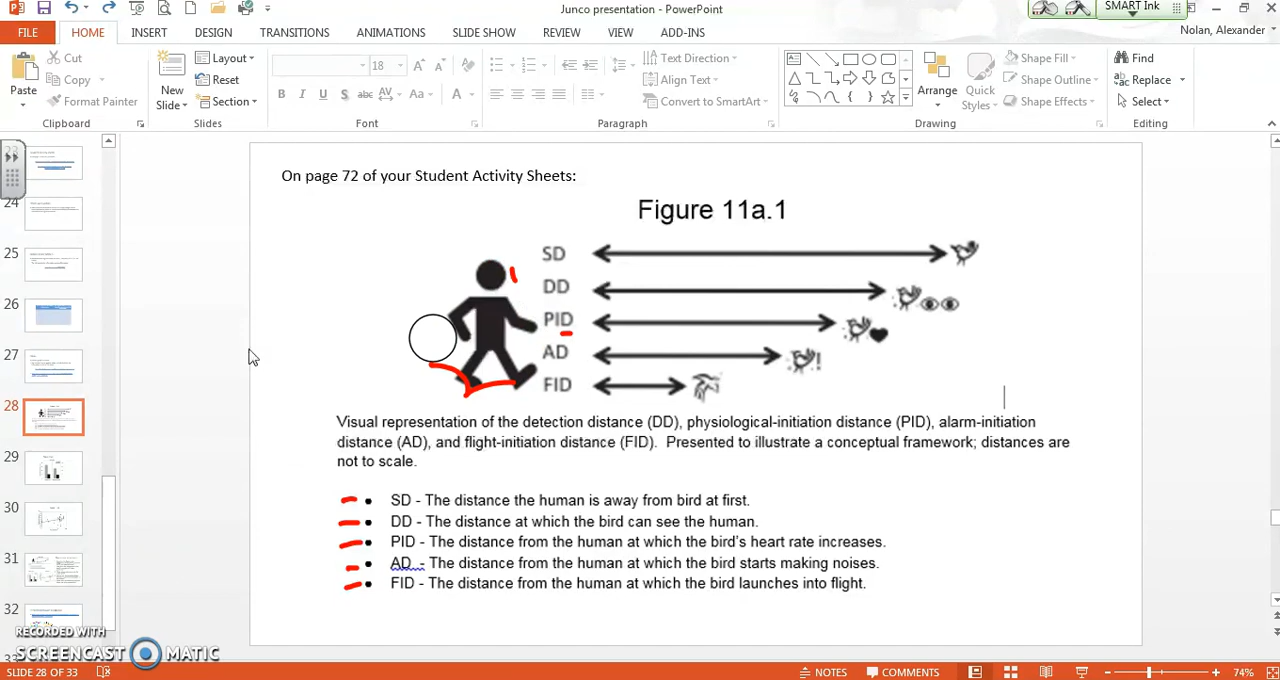 Junco presentation - PowerPoint
SMART Ink
Nolan, Alexander
FILE HOME INSERT DESIGN TRANSITIONS ANIMATIONS SLIDE SHOW REVIEW VIEW ADD-INS
Cut
Copy
Format Painter
Paste
New
Slide
Layout
Reset
Section
18
B I U S abc AV Aa A
Text Direction
Align Text
Convert to SmartArt
Arrange
Quick
Styles
Shape Fill
Shape Outline
Shape Effects
Find
Replace
Select
Clipboard Slides Font Paragraph Drawing Editing
24
25
26
27
28
29
30
31
32
On page 72 of your Student Activity Sheets:
Figure 11a.1
SD
DD
PID
AD
!
FID
Visual representation of the detection distance (DD), physiological-initiation distance (PID), alarm-initiation
distance (AD), and flight-initiation distance (FID). Presented to illustrate a conceptual framework; distances are
not to scale.
• SD - The distance the human is away from bird at first.
• DD - The distance at which the bird can see the human.
• PID - The distance from the human at which the bird's heart rate increases.
• AD - The distance from the human at which the bird starts making noises.
• FID - The distance from the human at which the bird launches into flight.
RECORDED WITH
SCREENCAST MATIC
SLIDE 28 OF 33
NOTES COMMENTS 74%